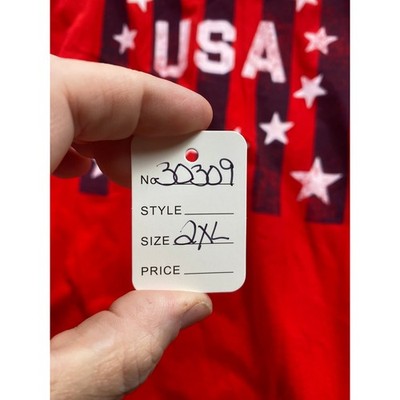 USA
No. 30309
STYLE
SIZE 2XL
PRICE